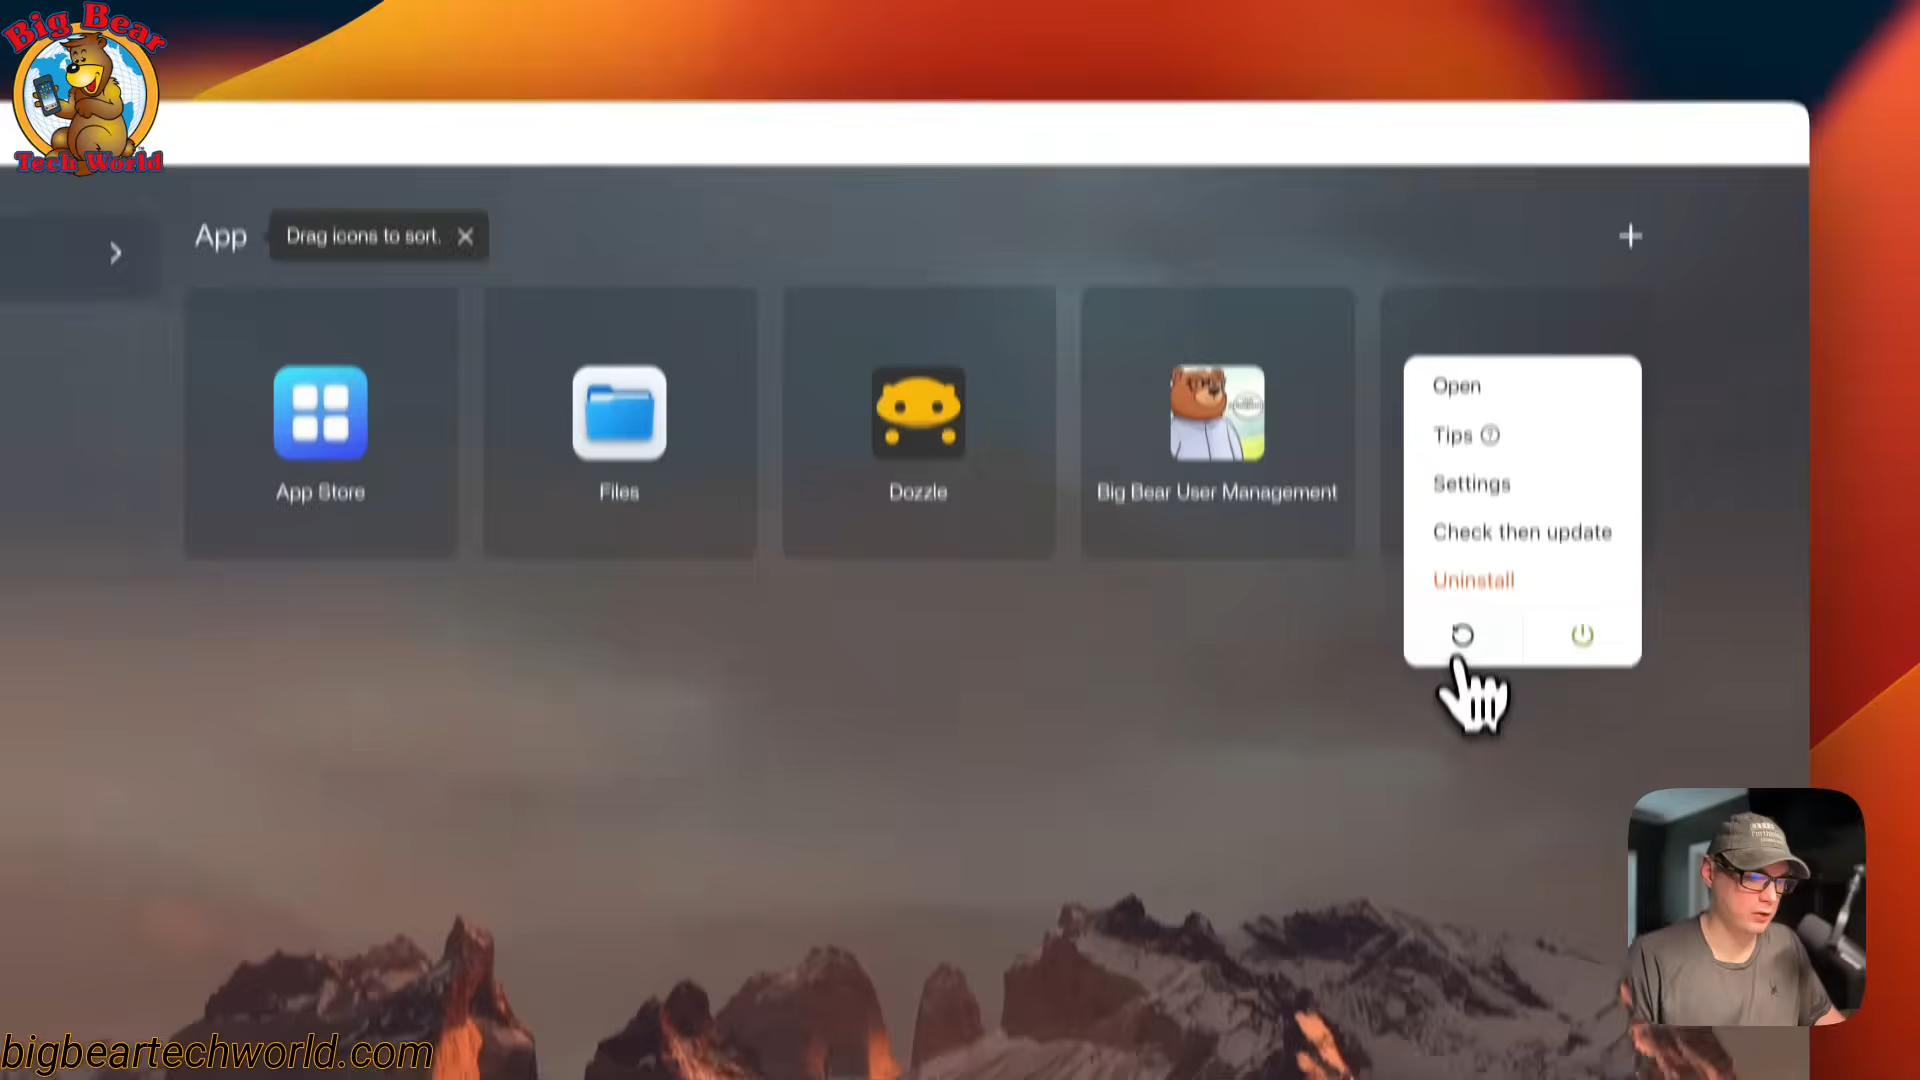 Big Bear
Tech World
App
Drag icons to sort.
App Store
Files
Dozzle
Big Bear User Management
Open
Tips
Settings
Check then update
Uninstall
bigbeartechworld.com